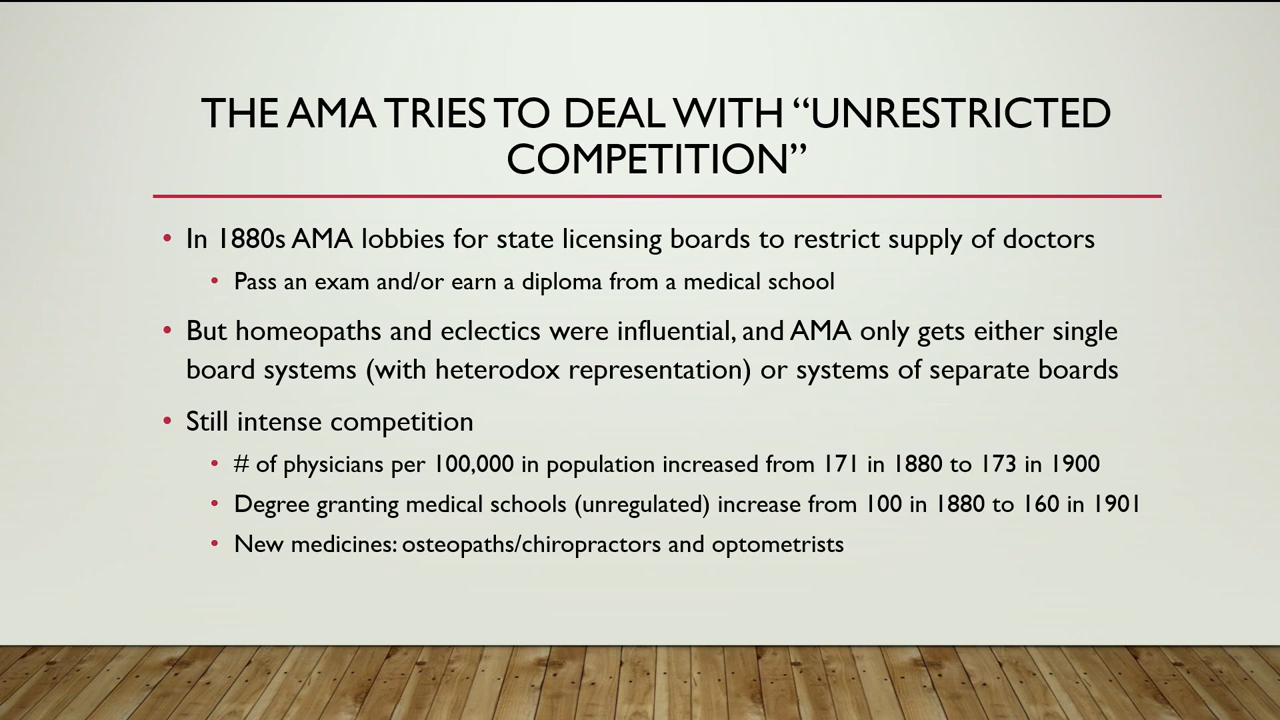 THE AMA TRIES TO DEAL WITH “UNRESTRICTED
COMPETITION”
• In 1880s AMA lobbies for state licensing boards to restrict supply of doctors
• Pass an exam and/or earn a diploma from a medical school
• But homeopaths and eclectics were influential, and AMA only gets either single
board systems (with heterodox representation) or systems of separate boards
• Still intense competition
• # of physicians per 100,000 in population increased from 171 in 1880 to 173 in 1900
• Degree granting medical schools (unregulated) increase from 100 in 1880 to 160 in 1901
• New medicines: osteopaths/chiropractors and optometrists